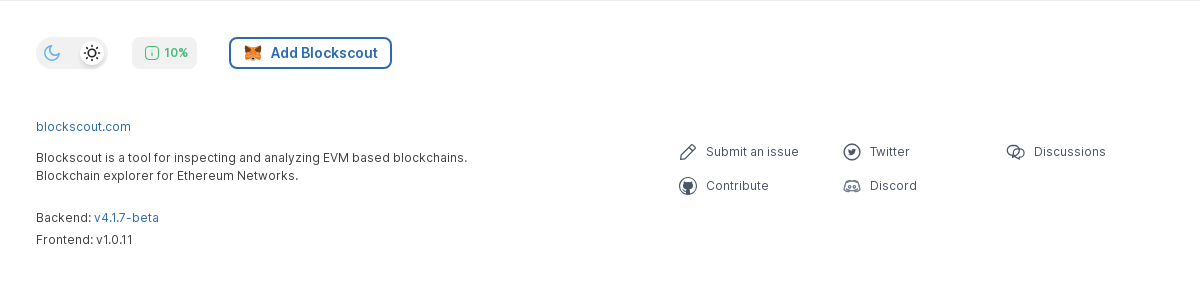 10%
Add Blockscout
blockscout.com
Blockscout is a tool for inspecting and analyzing EVM based blockchains.
Blockchain explorer for Ethereum Networks.
Backend: v4.1.7-beta
Frontend: v1.0.11
Submit an issue
Twitter
Discussions
Contribute
Discord